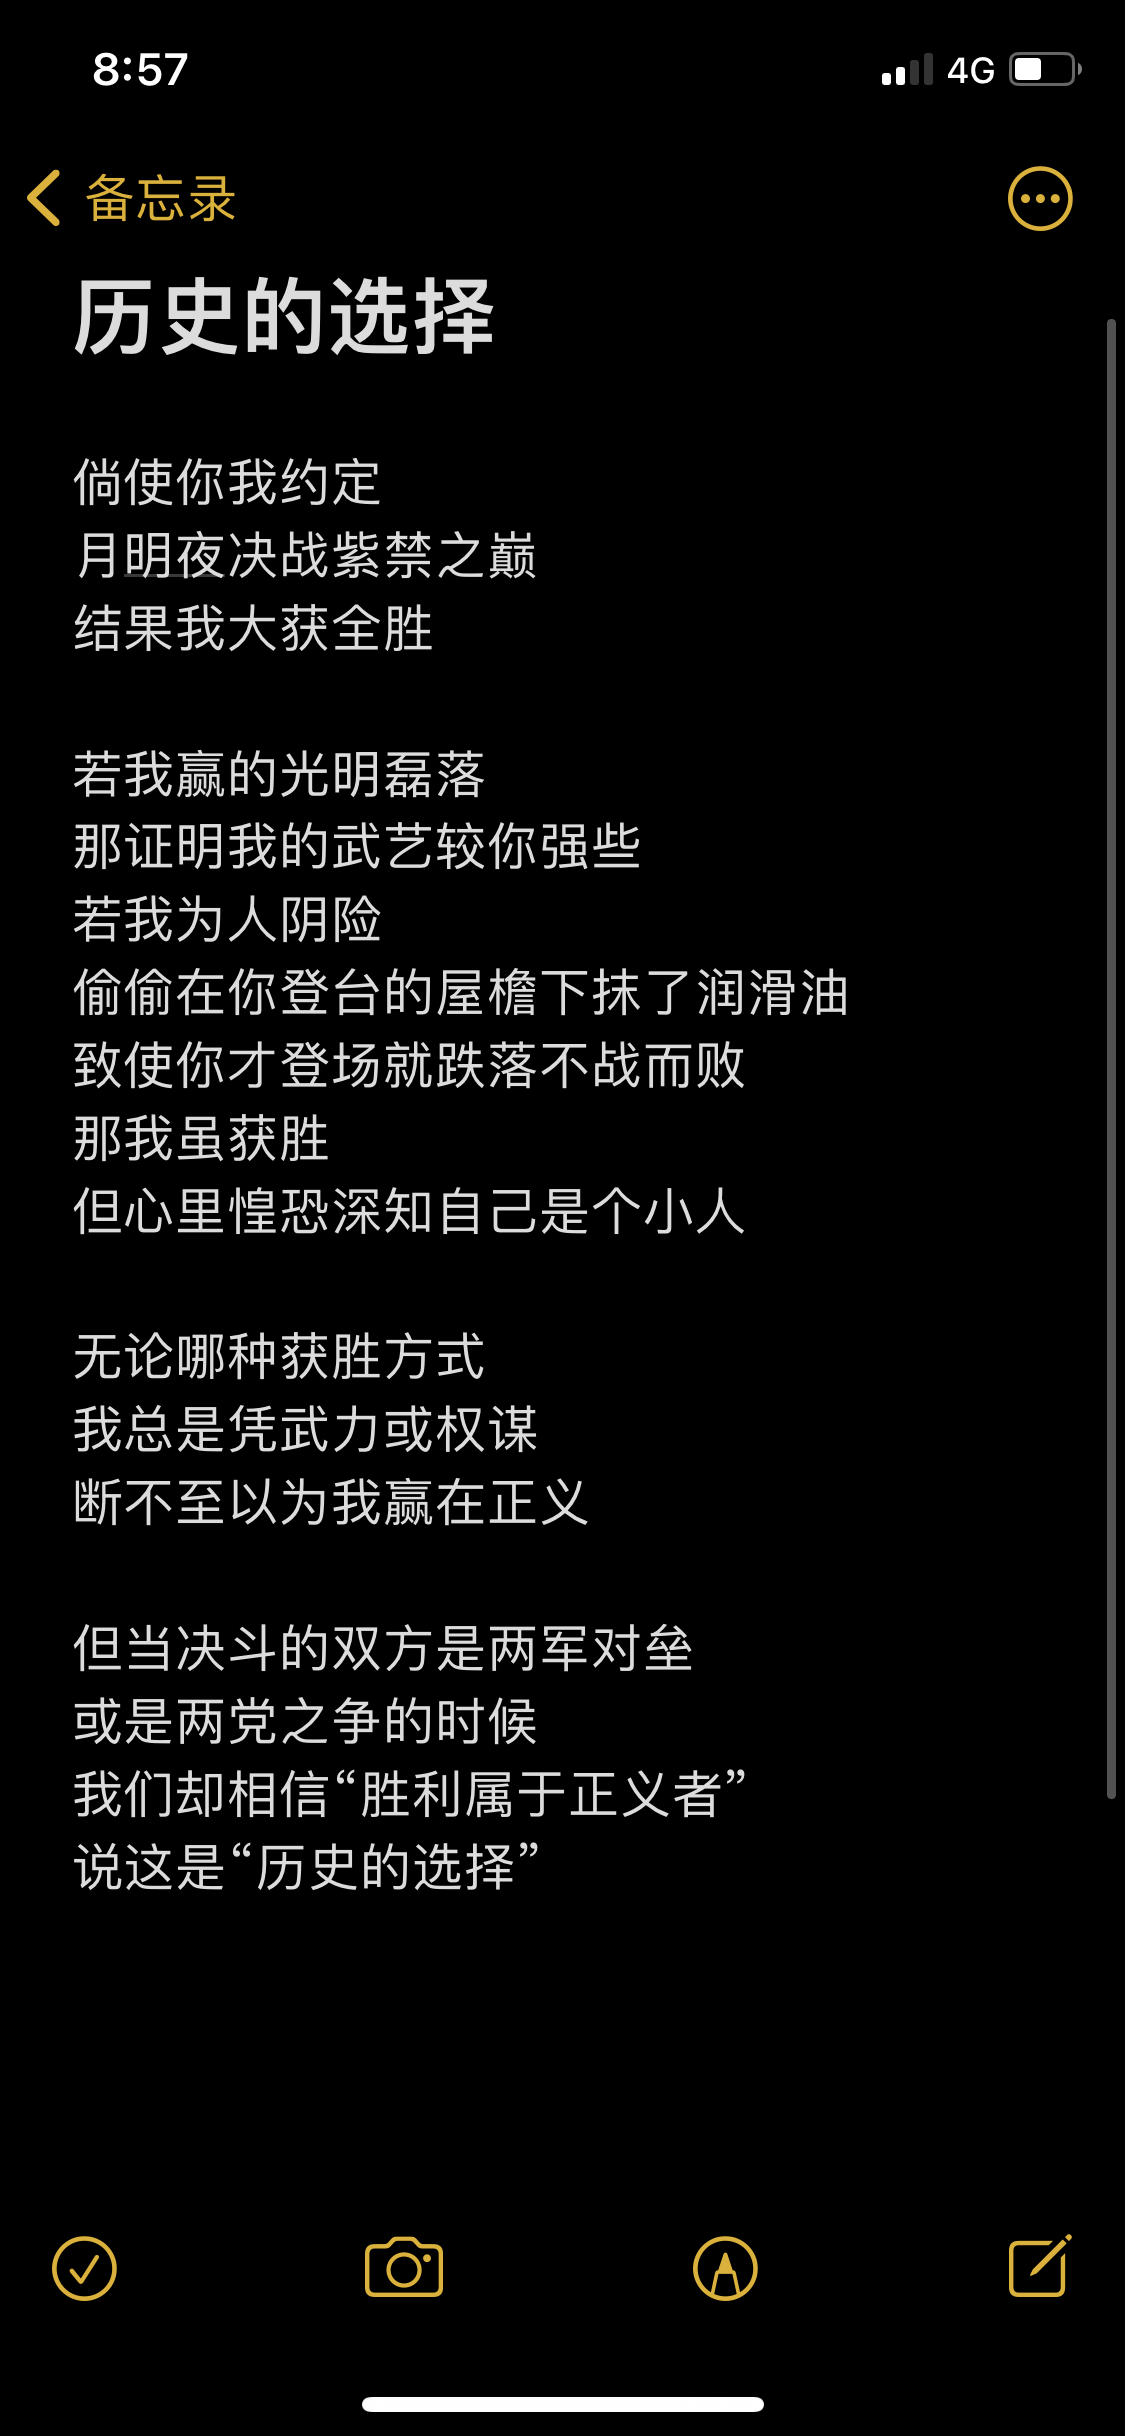 8:57
4G
备忘录
历史的选择
倘使你我约定
月明夜决战紫禁之巅
结果我大获全胜
若我赢的光明磊落
那证明我的武艺较你强些
若我为人阴险
偷偷在你登台的屋檐下抹了润滑油
致使你才登场就跌落不战而败
那我虽获胜
但心里惶恐深知自己是个小人
无论哪种获胜方式
我总是凭武力或权谋
断不至以为我赢在正义
但当决斗的双方是两军对垒
或是两党之争的时候
我们却相信“胜利属于正义者”
说这是“历史的选择”